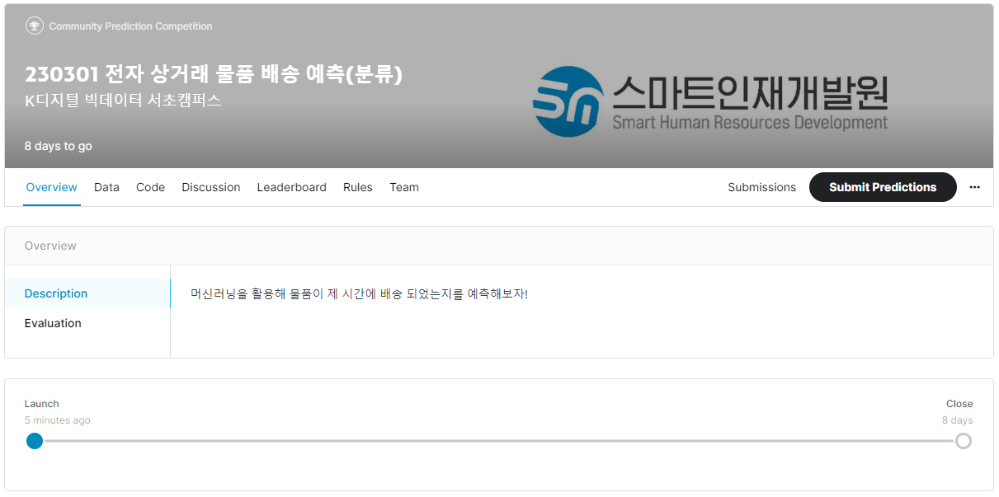 Community Prediction Competition
230301 전자 상거래 물품 배송 예측(분류)
K디지털 빅데이터 서초캠퍼스
스마트인재개발원
Smart Human Resources Development
8 days to go
Overview Data Code Discussion Leaderboard Rules Team Submissions Submit Predictions
Overview
Description
머신러닝을 활용해 물품이 제 시간에 배송 되었는지를 예측해보자!
Evaluation
Launch Close
5 minutes ago 8 days